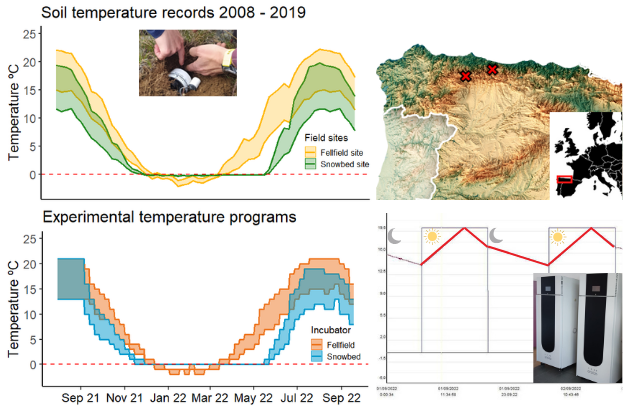 Soil temperature records 2008 - 2019
Temperature ºC
25
20
15
10
5
0
Field sites
Fellfield site
Snowbed site
Experimental temperature programs
Temperature ºC
25
20
15
10
5
0
Incubator
Fellfield
Snowbed
Sep 21 Nov 21 Jan 22 Mar 22 May 22 Jul 22 Sep 22